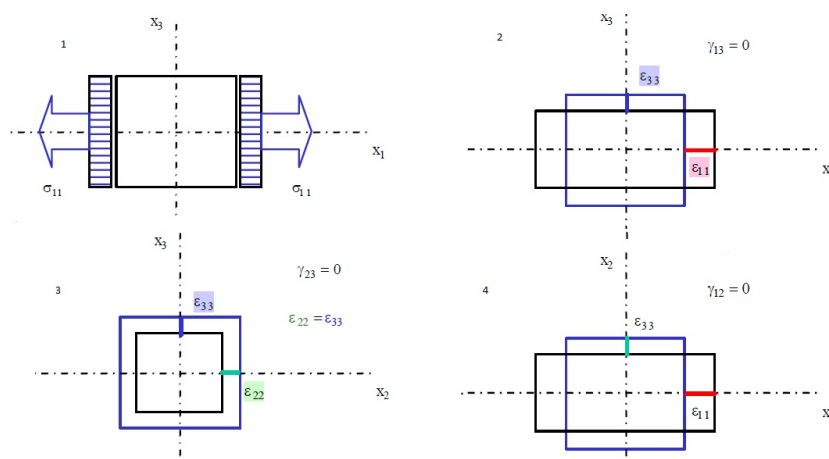 1
x₃
x₁
σ₁₁
σ₁₁
2
x₃
γ₁₃ = 0
ε₃₃
ε₁₁
x
3
x₃
γ₂₃ = 0
ε₃₃
ε₂₂ = ε₃₃
x₂
ε₂₂
4
x₂
γ₁₂ = 0
ε₃₃
ε₁₁
x